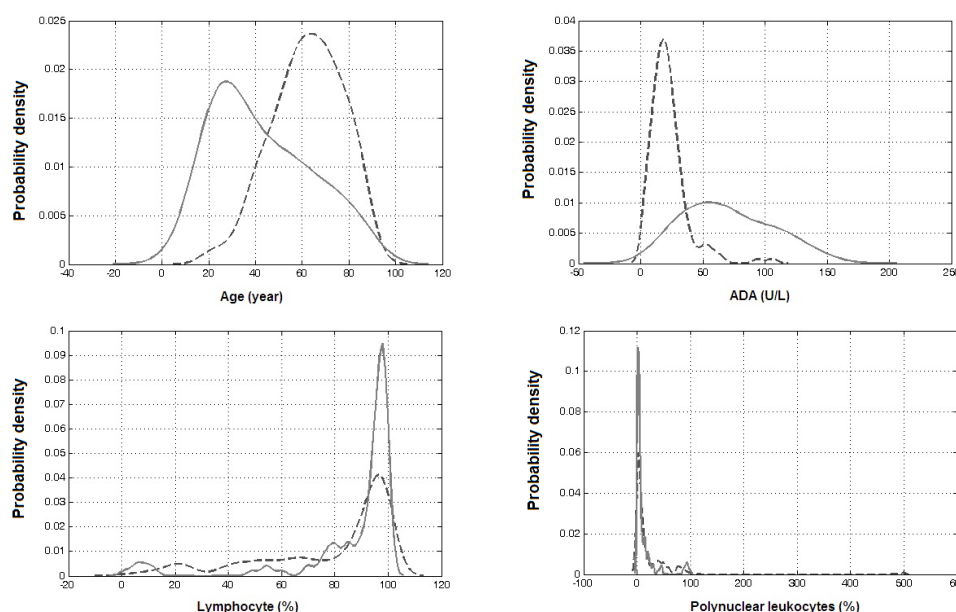 0.025
0.02
0.015
0.01
0.005
0
-40 -20 0 20 40 60 80 100 120
Probability density
Age (year)
0.04
0.035
0.03
0.025
0.02
0.015
0.01
0.005
0
-50 0 50 100 150 200 250
Probability density
ADA (U/L)
0.1
0.09
0.08
0.07
0.06
0.05
0.04
0.03
0.02
0.01
0
-20 0 20 40 60 80 100 120
Probability density
Lymphocyte (%)
0.12
0.1
0.08
0.06
0.04
0.02
0
-100 0 100 200 300 400 500
Probability density
Polynuclear leukocytes (%)